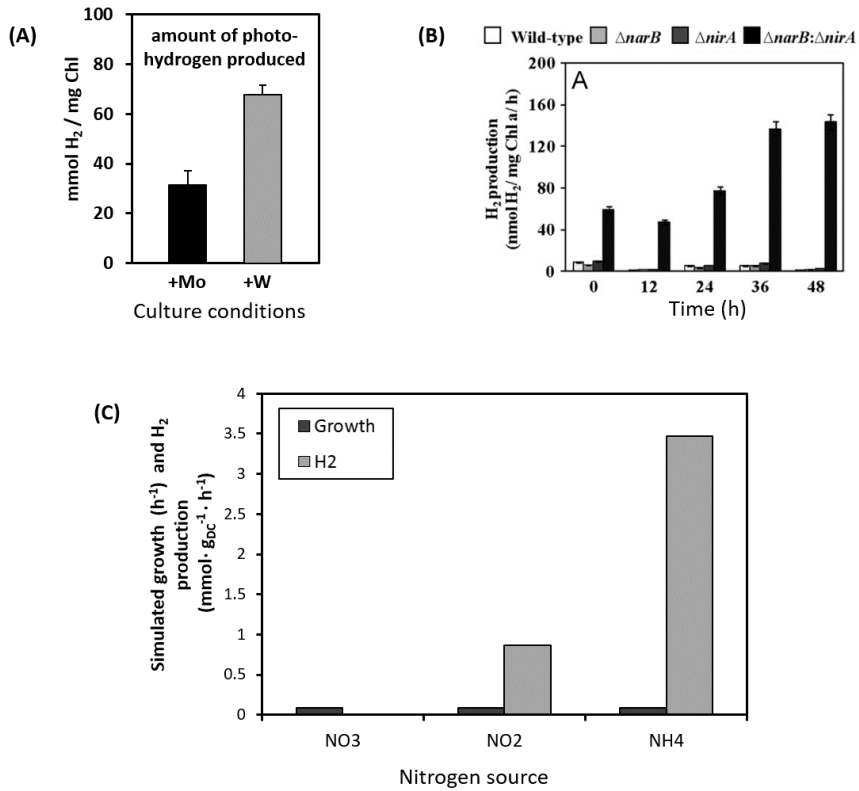 (A)
amount of photo-
hydrogen produced
mmol H₂ / mg Chl
100
80
60
40
20
0
+Mo +W
Culture conditions
(B)
Wild-type ΔnarB ΔnirA ΔnarB:ΔnirA
A
H₂ production
(nmol H₂/ mg Chl a/ h)
200
160
120
80
40
0
0 12 24 36 48
Time (h)
(C)
Simulated growth (h⁻¹) and H₂
production
(mmol· g_DC⁻¹ · h⁻¹)
4
3.5
3
2.5
2
1.5
1
0.5
0
Growth
H2
NO3 NO2 NH4
Nitrogen source